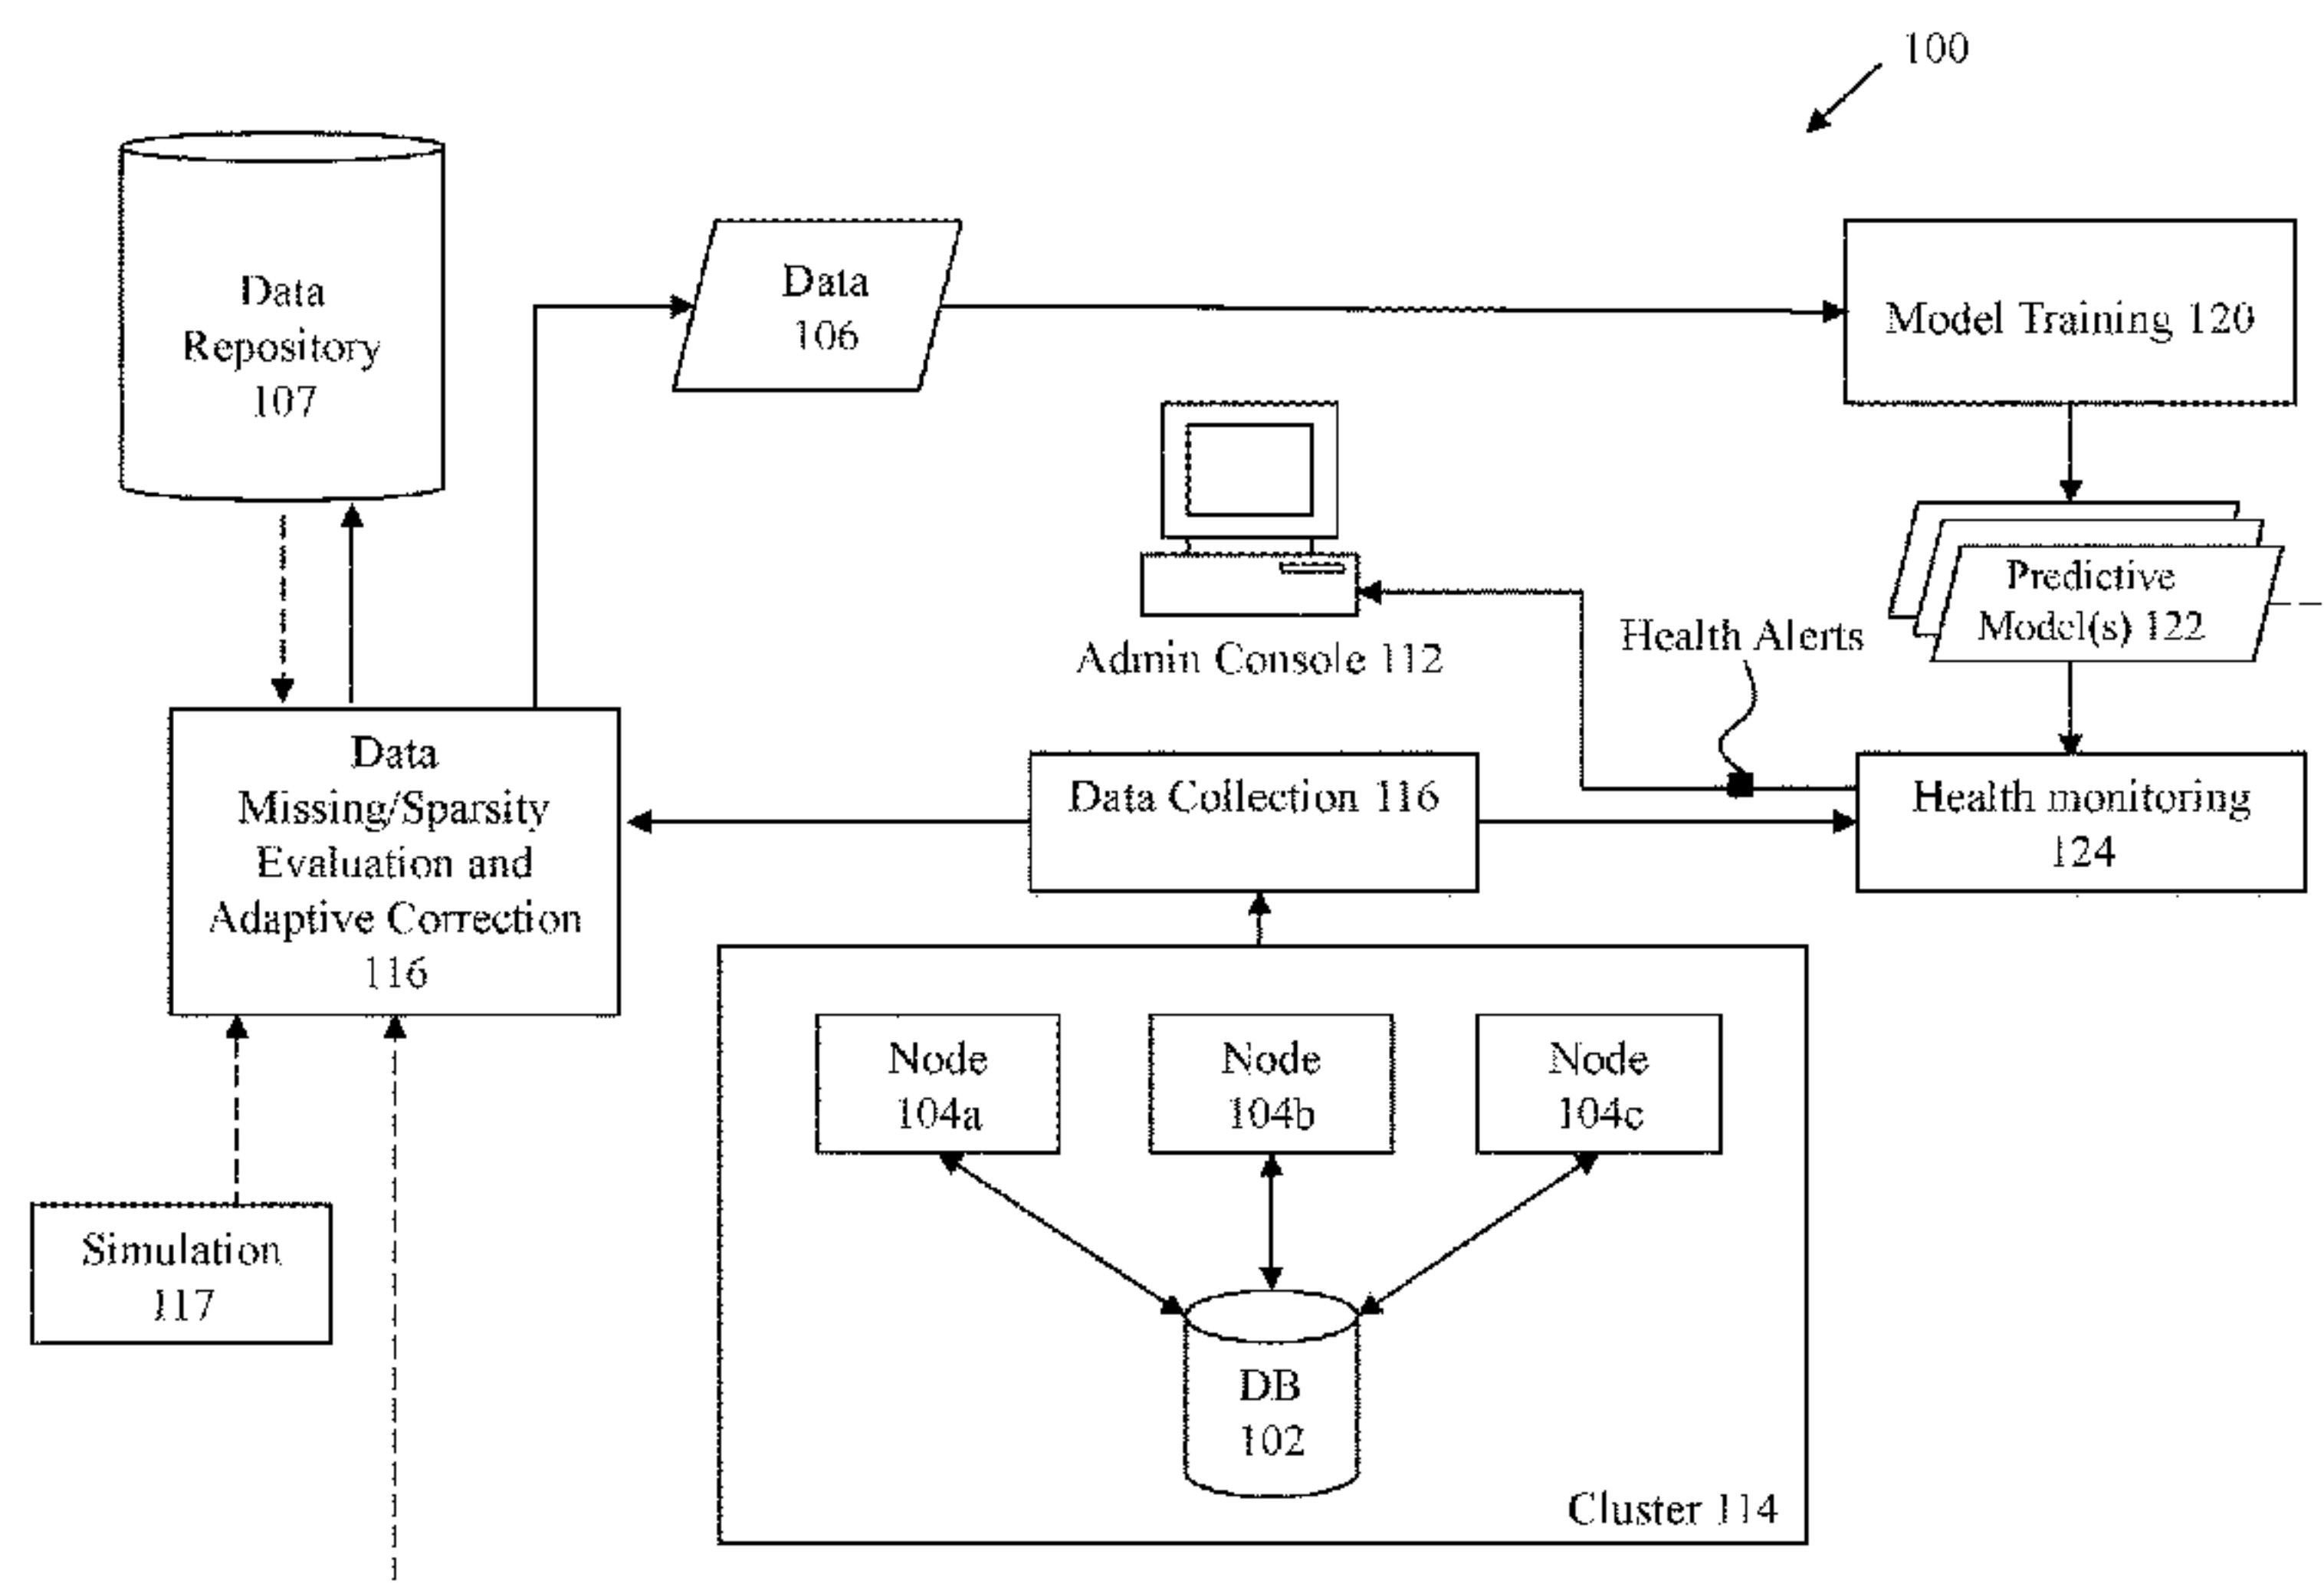 100
Data
Repository
107
Data
106
Model Training 120
Predictive
Model(s) 122
Health Alerts
Admin Console 112
Data
Missing/Sparsity
Evaluation and
Adaptive Correction
116
Data Collection 116
Health monitoring
124
Node
104a
Node
104b
Node
104c
Simulation
117
DB
102
Cluster 114